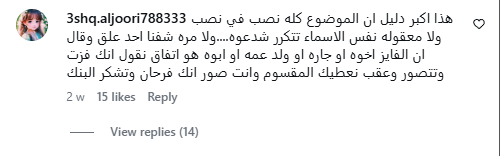 3shq.aljoori788333 هذا اكبر دليل ان الموضوع كله نصب في نصب
ولا معقوله نفس الاسماء تتكرر شدعوه....ولا مره شفنا احد علق وقال
ان الفايز اخوه او جاره او ولد عمه او ابوه هو اتفاق نقول انك فزت
وتتصور وعقب نعطيك المقسوم وانت صور انك فرحان وتشكر البنك
2 w 15 likes Reply
View replies (14)